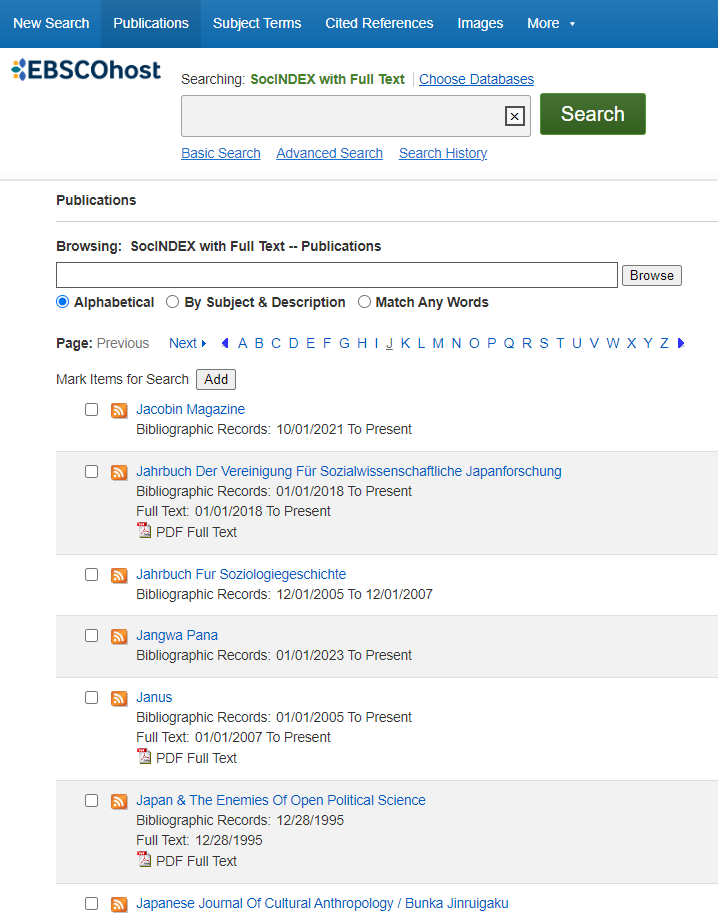 New Search Publications Subject Terms Cited References Images More
EBSCOhost
Searching: SocINDEX with Full Text Choose Databases
Search
Basic Search Advanced Search Search History
Publications
Browsing: SocINDEX with Full Text -- Publications
Browse
Alphabetical By Subject & Description Match Any Words
Page: Previous Next A B C D E F G H I J K L M N O P Q R S T U V W X Y Z
Mark Items for Search Add
Jacobin Magazine
Bibliographic Records: 10/01/2021 To Present
Jahrbuch Der Vereinigung Für Sozialwissenschaftliche Japanforschung
Bibliographic Records: 01/01/2018 To Present
Full Text: 01/01/2018 To Present
PDF Full Text
Jahrbuch Fur Soziologiegeschichte
Bibliographic Records: 12/01/2005 To 12/01/2007
Jangwa Pana
Bibliographic Records: 01/01/2023 To Present
Janus
Bibliographic Records: 01/01/2005 To Present
Full Text: 01/01/2007 To Present
PDF Full Text
Japan & The Enemies Of Open Political Science
Bibliographic Records: 12/28/1995
Full Text: 12/28/1995
PDF Full Text
Japanese Journal Of Cultural Anthropology / Bunka Jinruigaku